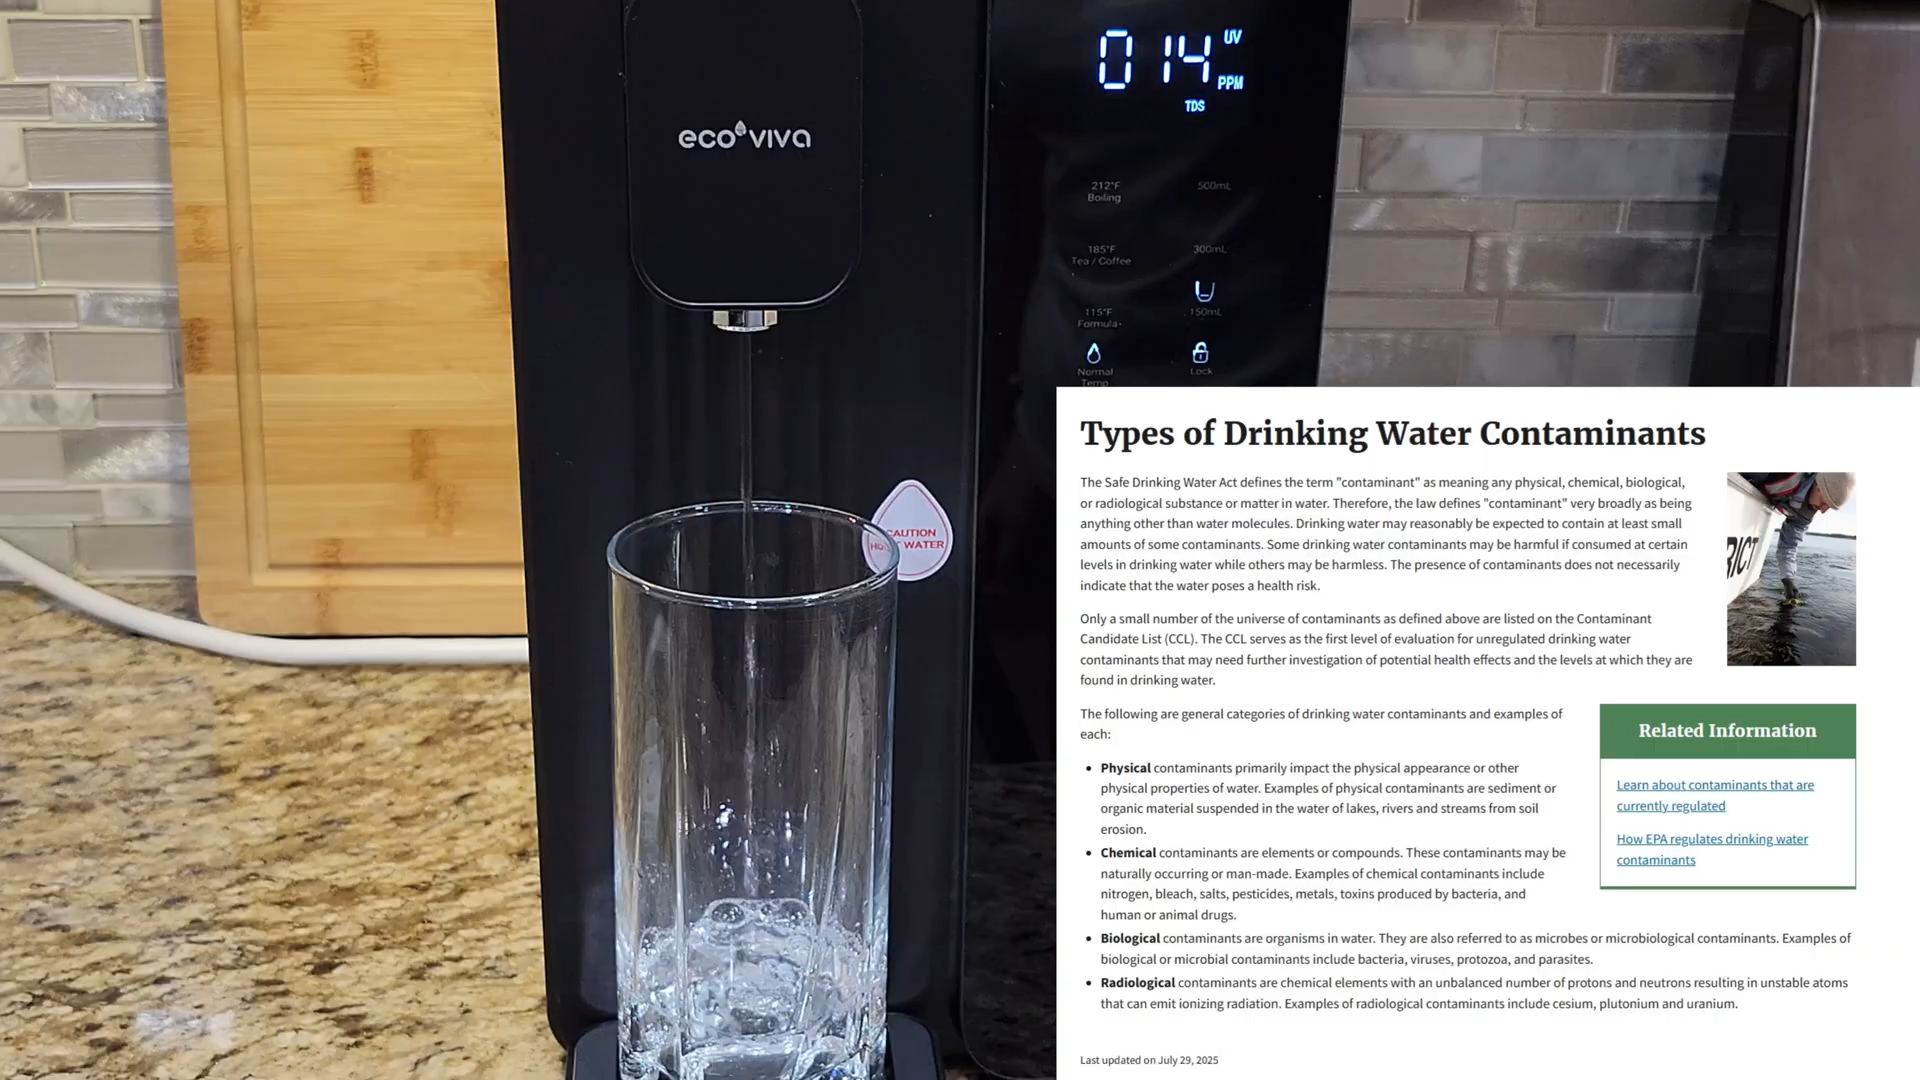 014
UV
PPM
TDS
eco viva
212°F
Boiling
500mL
185°F
Tea / Coffee
300mL
115°F
Formula
150mL
Normal
Temp
Lock
CAUTION
WATER
Types of Drinking Water Contaminants
The Safe Drinking Water Act defines the term "contaminant" as meaning any physical, chemical, biological,
or radiological substance or matter in water. Therefore, the law defines "contaminant" very broadly as being
anything other than water molecules. Drinking water may reasonably be expected to contain at least small
amounts of some contaminants. Some drinking water contaminants may be harmful if consumed at certain
levels in drinking water while others may be harmless. The presence of contaminants does not necessarily
indicate that the water poses a health risk.
RICT
Only a small number of the universe of contaminants as defined above are listed on the Contaminant
Candidate List (CCL). The CCL serves as the first level of evaluation for unregulated drinking water
contaminants that may need further investigation of potential health effects and the levels at which they are
found in drinking water.
The following are general categories of drinking water contaminants and examples of
each:
Related Information
Learn about contaminants that are
currently regulated
How EPA regulates drinking water
contaminants
• Physical contaminants primarily impact the physical appearance or other
physical properties of water. Examples of physical contaminants are sediment or
organic material suspended in the water of lakes, rivers and streams from soil
erosion.
• Chemical contaminants are elements or compounds. These contaminants may be
naturally occurring or man-made. Examples of chemical contaminants include
nitrogen, bleach, salts, pesticides, metals, toxins produced by bacteria, and
human or animal drugs.
• Biological contaminants are organisms in water. They are also referred to as microbes or microbiological contaminants. Examples of
biological or microbial contaminants include bacteria, viruses, protozoa, and parasites.
• Radiological contaminants are chemical elements with an unbalanced number of protons and neutrons resulting in unstable atoms
that can emit ionizing radiation. Examples of radiological contaminants include cesium, plutonium and uranium.
Last updated on July 29, 2025